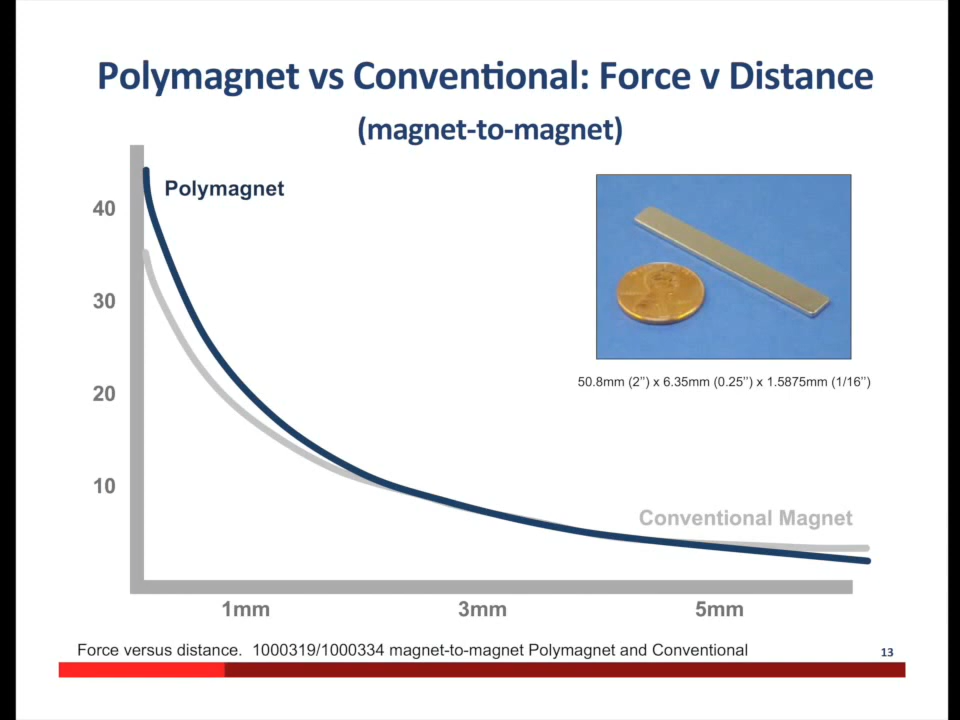 Polymagnet vs Conventional: Force v Distance
(magnet-to-magnet)
Polymagnet
40
30
20
10
50.8mm (2'') x 6.35mm (0.25'') x 1.5875mm (1/16'')
Conventional Magnet
1mm 3mm 5mm
Force versus distance. 1000319/1000334 magnet-to-magnet Polymagnet and Conventional
13